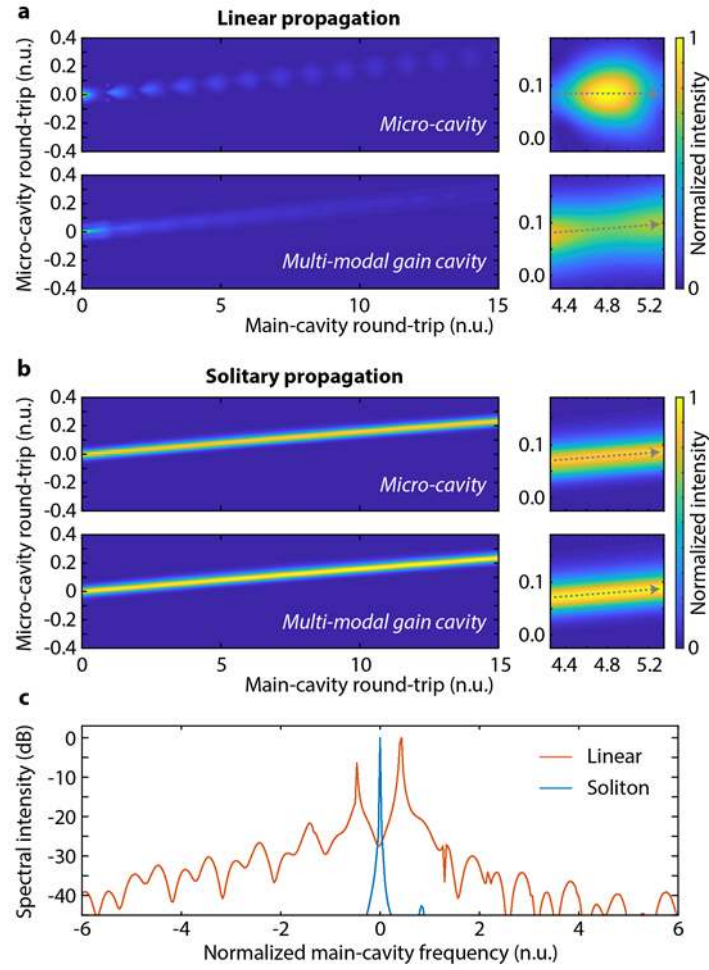 a
Linear propagation
Micro-cavity round-trip (n.u.)
0.4
0.2
0.0
-0.2
-0.4
Micro-cavity
0.4
0.2
0
-0.2
-0.4
Multi-modal gain cavity
0 5 10 15
Main-cavity round-trip (n.u.)
0.1
0.0
0.1
0.0
4.4 4.8 5.2
1
0
Normalized intensity
b
Solitary propagation
Micro-cavity round-trip (n.u.)
0.4
0.2
0.0
-0.2
-0.4
Micro-cavity
0.4
0.2
0
-0.2
-0.4
Multi-modal gain cavity
0 5 10 15
Main-cavity round-trip (n.u.)
0.1
0.0
0.1
0.0
4.4 4.8 5.2
1
0
Normalized intensity
c
Spectral intensity (dB)
0
-10
-20
-30
-40
Linear
Soliton
-6 -4 -2 0 2 4 6
Normalized main-cavity frequency (n.u.)